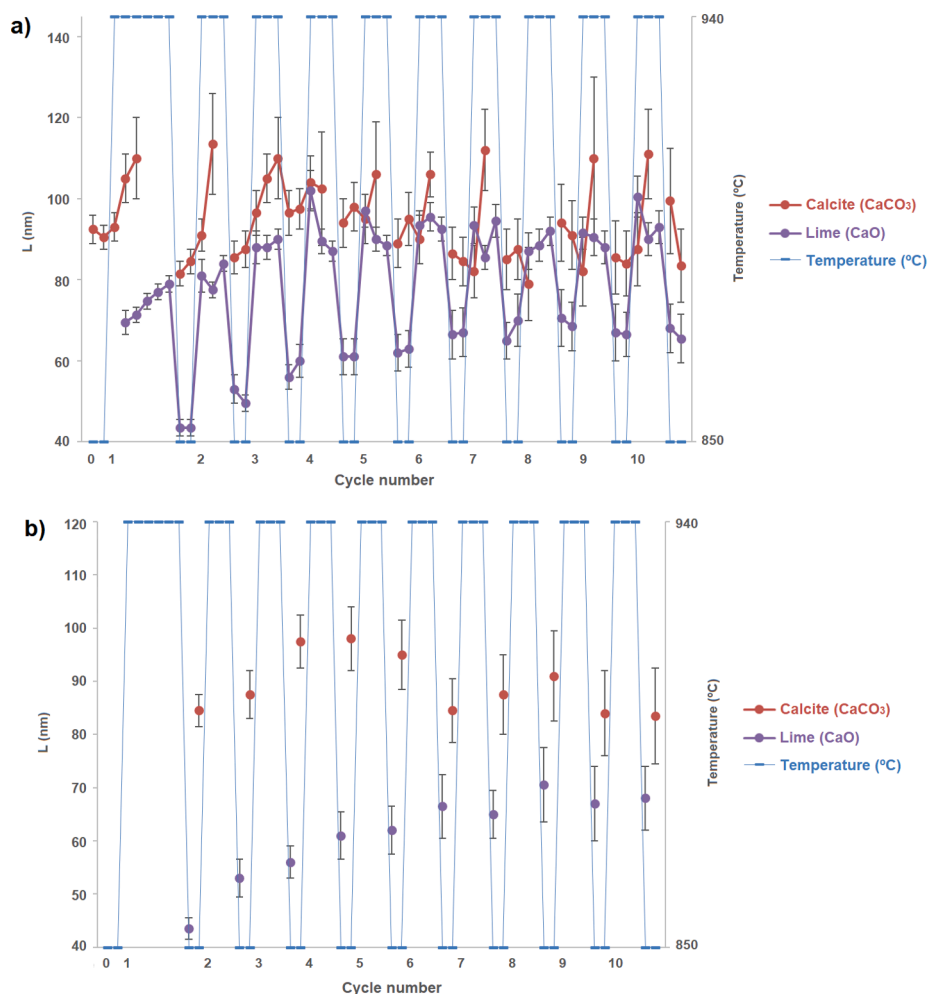 a)
140
120
100
80
60
40
L (nm)
0 1 2 3 4 5 6 7 8 9 10
Cycle number
940
850
Temperature (ºC)
Calcite (CaCO₃)
Lime (CaO)
Temperature (ºC)
b)
120
110
100
90
80
70
60
50
40
L (nm)
0 1 2 3 4 5 6 7 8 9 10
Cycle number
940
850
Temperature (ºC)
Calcite (CaCO₃)
Lime (CaO)
Temperature (ºC)